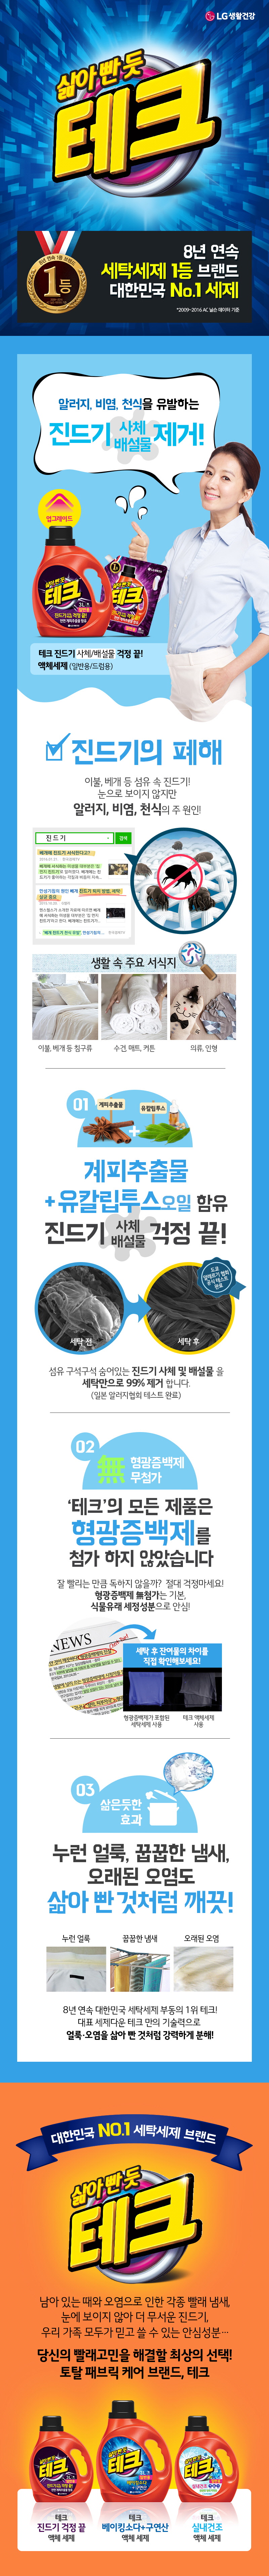 LG생활건강
삶아 빤 듯
테크
8년 연속 1등 브랜드
1등
8년 연속
세탁세제 1등 브랜드
대한민국 No.1 세제
*2009~2016 AC 닐슨 데이터 기준
알러지, 비염, 천식을 유발하는
진드기 사체 배설물 제거!
업그레이드
삶아 빤 듯
테크
테크 진드기 사체/배설물 걱정 끝!
액체세제 (일반용/드럼용)
진드기의 폐해
이불, 베개 등 섬유 속 진드기!
눈으로 보이지 않지만
알러지, 비염, 천식의 주 원인!
진드기
검색
생활 속 주요 서식지
이불, 베개 등 침구류
수건, 매트, 커튼
의류, 인형
01
계피추출물
유칼립투스
+
계피추출물
+유칼립투스오일 함유
진드기 사체 배설물 걱정 끝!
세탁 전
세탁 후
섬유 구석구석 숨어있는 진드기 사체 및 배설물 을
세탁만으로 99% 제거 합니다.
(일본 알러지협회 테스트 완료)
02
無 형광증백제
무첨가
'테크'의 모든 제품은
형광증백제를
첨가 하지 않았습니다
잘 빨리는 만큼 독하지 않을까? 절대 걱정마세요!
형광증백제 無첨가는 기본,
식물유래 세정성분으로 안심!
NEWS
세탁 후 잔여물의 차이를
직접 확인해보세요!
형광증백제가 포함된
세탁세제 사용
테크 액체세제
사용
03
삶은듯한
효과
누런 얼룩, 꿉꿉한 냄새,
오래된 오염도
삶아 빤 것처럼 깨끗!
누런 얼룩
꿉꿉한 냄새
오래된 오염
8년 연속 대한민국 세탁세제 부동의 1위 테크!
대표 세제다운 테크 만의 기술력으로
얼룩·오염을 삶아 빤 것처럼 강력하게 분해!
대한민국 NO.1 세탁세제 브랜드
삶아 빤 듯
테크
남아 있는 때와 오염으로 인한 각종 빨래 냄새,
눈에 보이지 않아 더 무서운 진드기,
우리 가족 모두가 믿고 쓸 수 있는 안심성분…
당신의 빨래고민을 해결할 최상의 선택!
토탈 패브릭 케어 브랜드, 테크
테크
진드기 걱정 끝
액체 세제
테크
베이킹소다+구연산
액체 세제
테크
실내건조
액체 세제